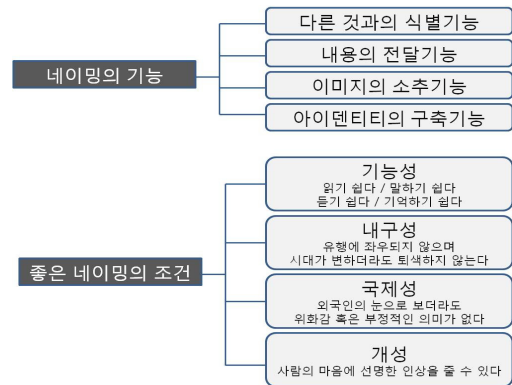 네이밍의 기능
다른 것과의 식별기능
내용의 전달기능
이미지의 소추기능
아이덴티티의 구축기능
좋은 네이밍의 조건
기능성
읽기 쉽다 / 말하기 쉽다
듣기 쉽다 / 기억하기 쉽다
내구성
유행에 좌우되지 않으며
시대가 변하더라도 퇴색하지 않는다
국제성
외국인의 눈으로 보더라도
위화감 혹은 부정적인 의미가 없다
개성
사람의 마음에 선명한 인상을 줄 수 있다